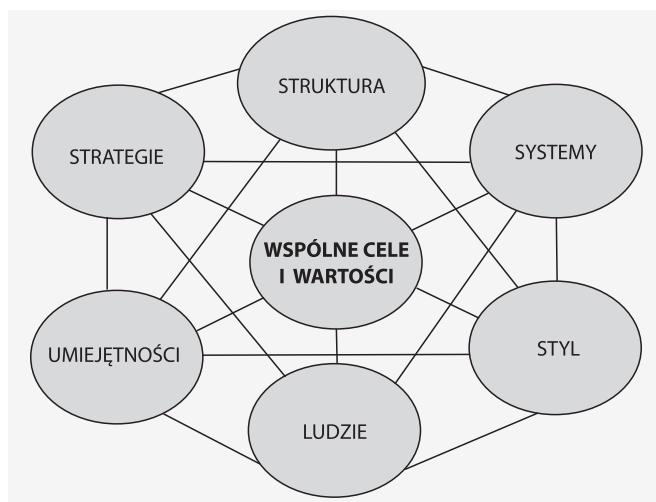 STRUKTURA
STRATEGIE
SYSTEMY
WSPÓLNE CELE
I WARTOŚCI
UMIEJĘTNOŚCI
STYL
LUDZIE